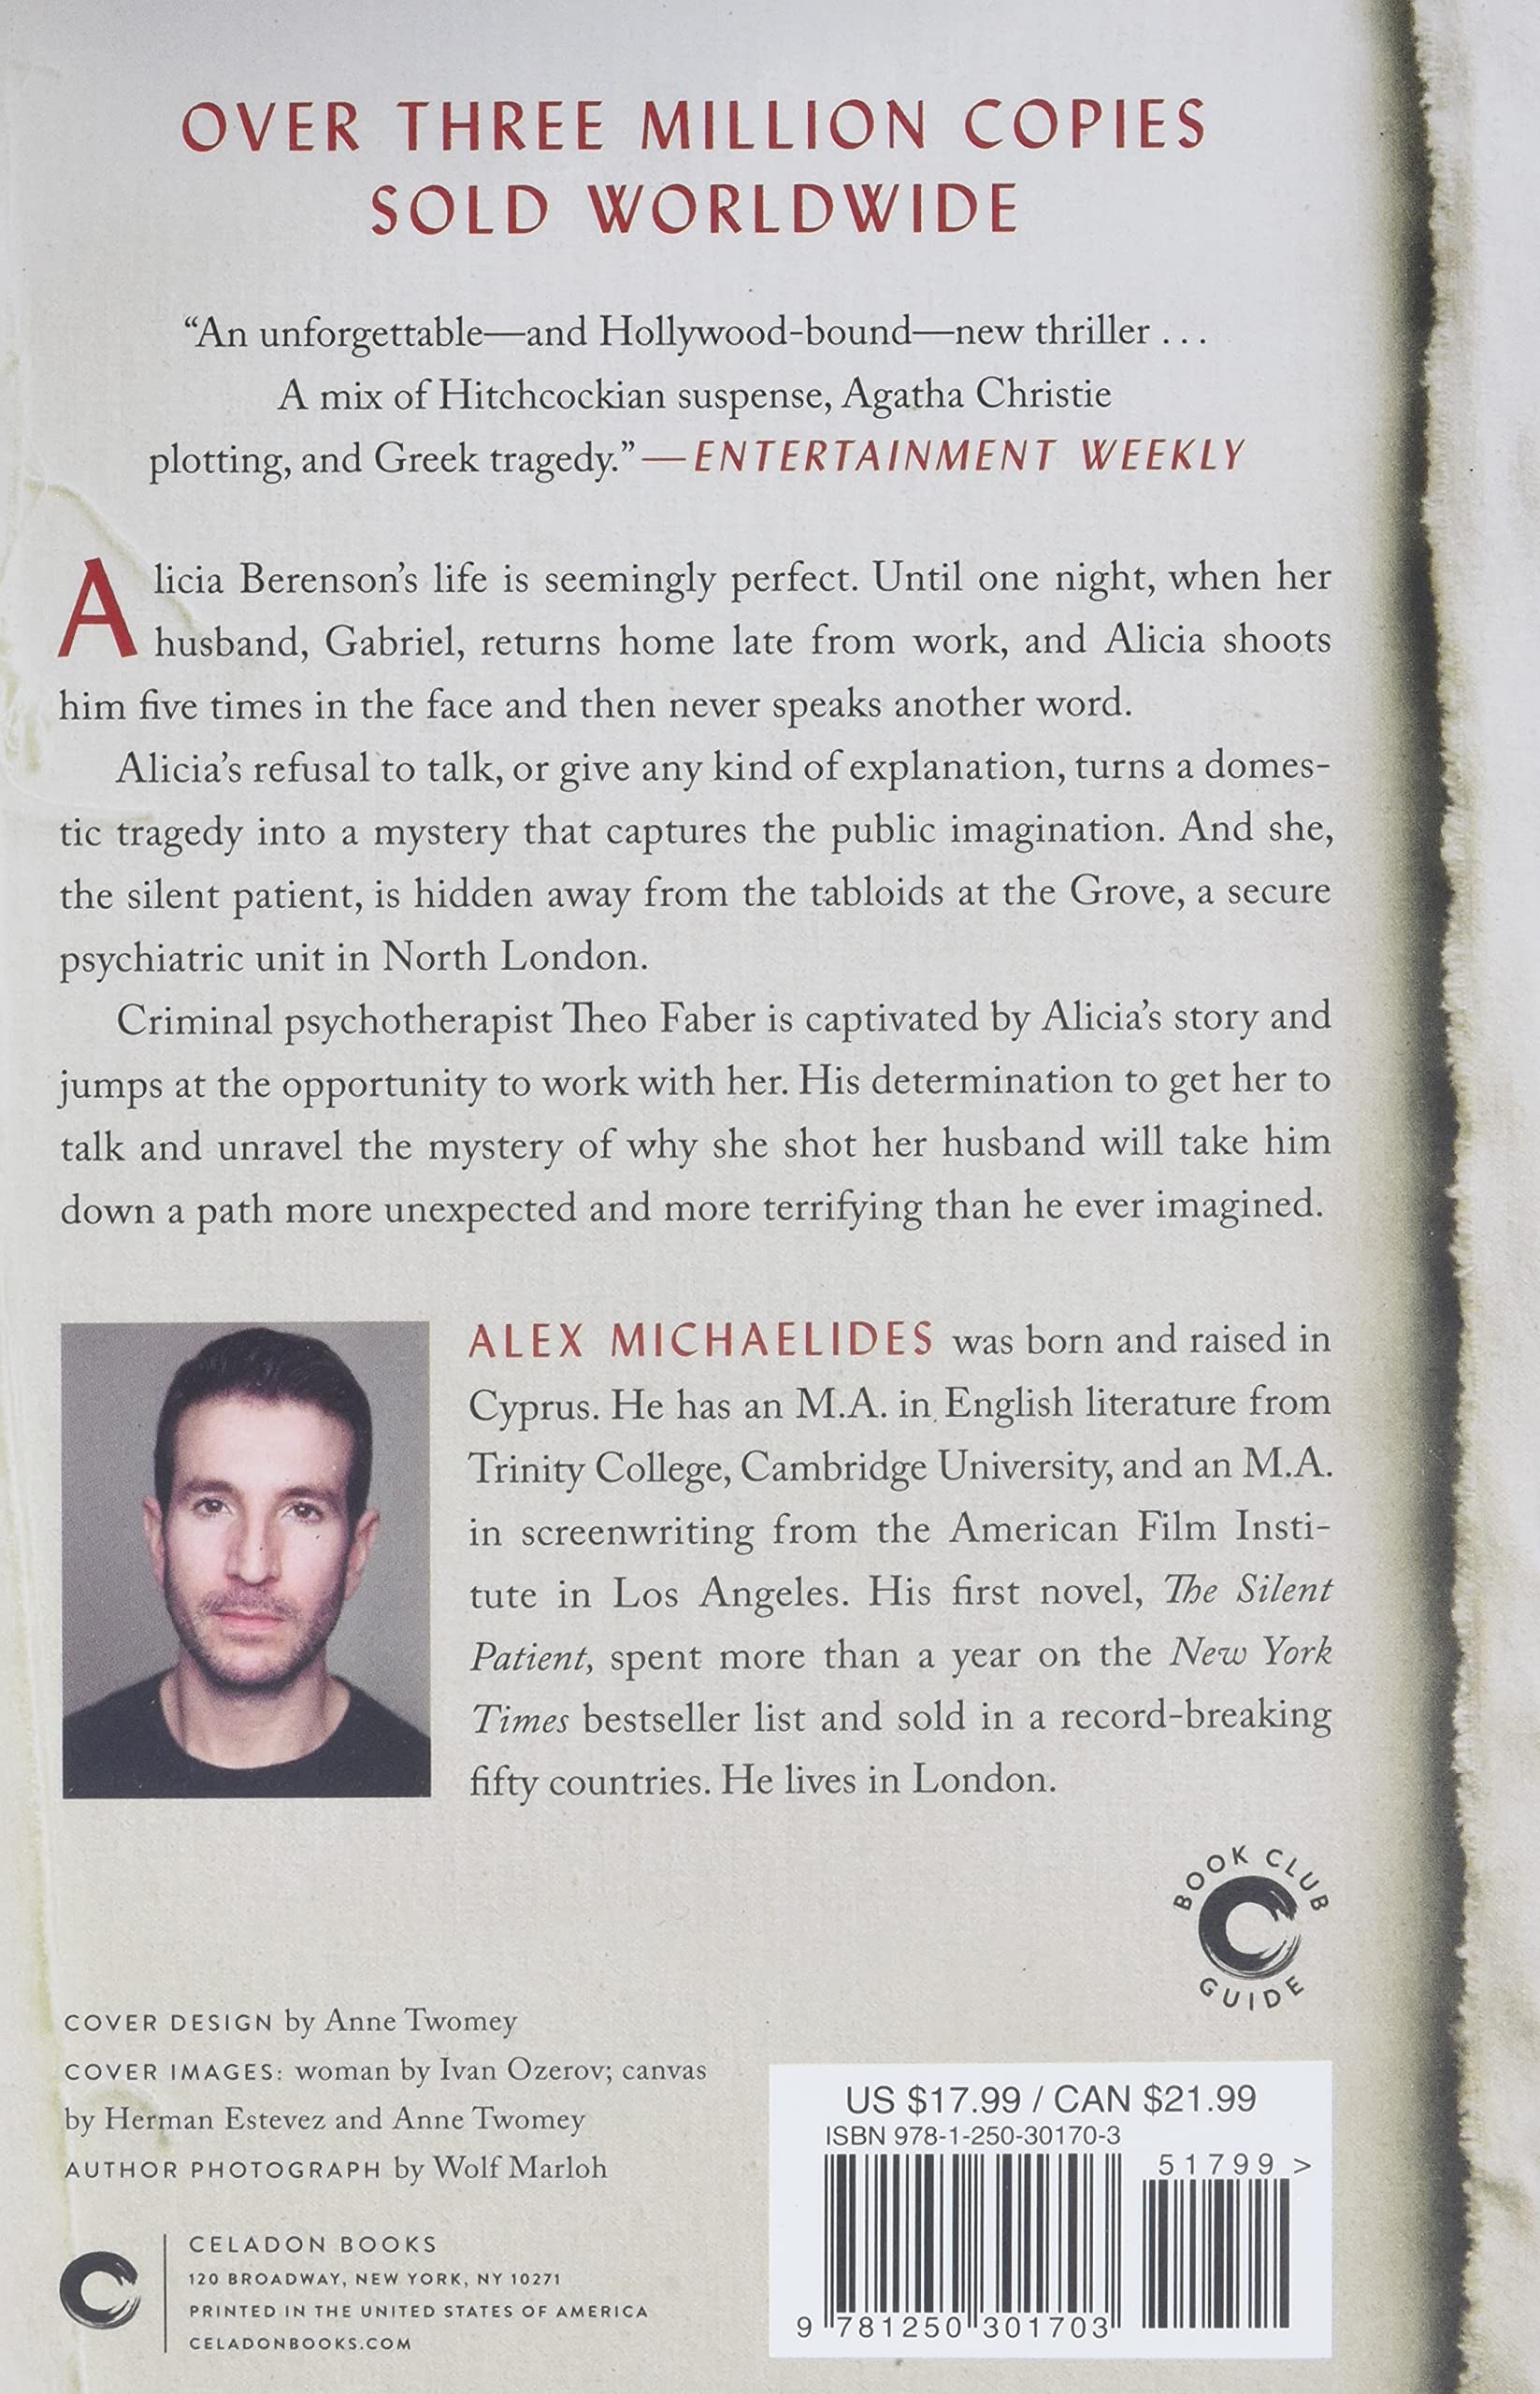 OVER THREE MILLION COPIES
SOLD WORLDWIDE
“An unforgettable—and Hollywood-bound—new thriller . . .
A mix of Hitchcockian suspense, Agatha Christie
plotting, and Greek tragedy.”—ENTERTAINMENT WEEKLY
Alicia Berenson’s life is seemingly perfect. Until one night, when her
husband, Gabriel, returns home late from work, and Alicia shoots
him five times in the face and then never speaks another word.
Alicia’s refusal to talk, or give any kind of explanation, turns a domes-
tic tragedy into a mystery that captures the public imagination. And she,
the silent patient, is hidden away from the tabloids at the Grove, a secure
psychiatric unit in North London.
Criminal psychotherapist Theo Faber is captivated by Alicia’s story and
jumps at the opportunity to work with her. His determination to get her to
talk and unravel the mystery of why she shot her husband will take him
down a path more unexpected and more terrifying than he ever imagined.
ALEX MICHAELIDES was born and raised in
Cyprus. He has an M.A. in English literature from
Trinity College, Cambridge University, and an M.A.
in screenwriting from the American Film Insti-
tute in Los Angeles. His first novel, The Silent
Patient, spent more than a year on the New York
Times bestseller list and sold in a record-breaking
fifty countries. He lives in London.
BOOK CLUB
GUIDE
COVER DESIGN by Anne Twomey
COVER IMAGES: woman by Ivan Ozerov; canvas
by Herman Estevez and Anne Twomey
AUTHOR PHOTOGRAPH by Wolf Marloh
CELADON BOOKS
120 BROADWAY, NEW YORK, NY 10271
PRINTED IN THE UNITED STATES OF AMERICA
CELADONBOOKS.COM
US $17.99 / CAN $21.99
ISBN 978-1-250-30170-3
51799 >
9 781250 301703